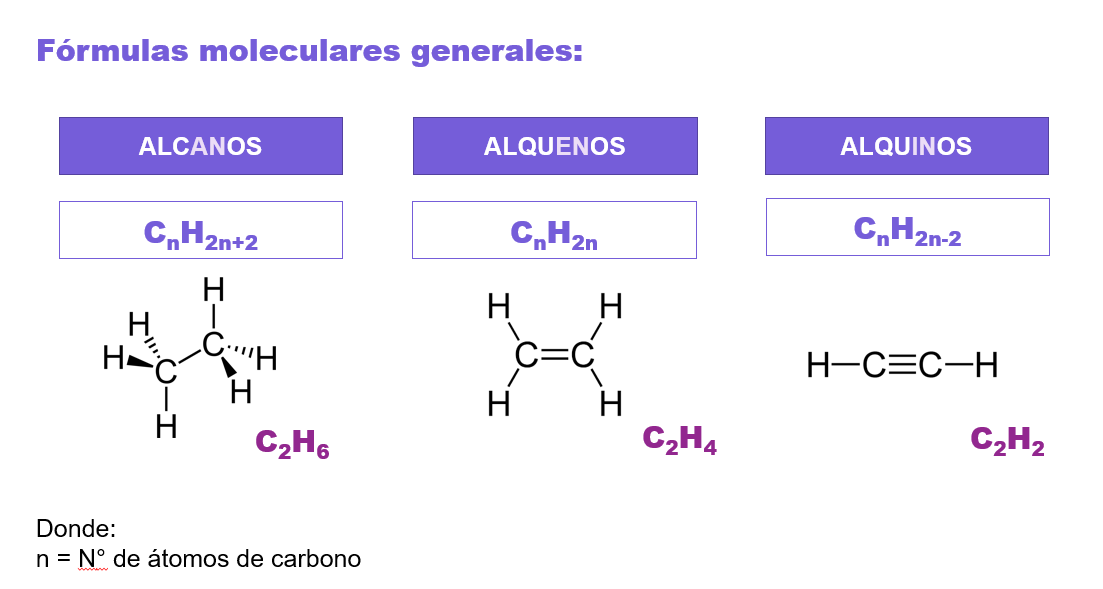 Fórmulas moleculares generales:
ALCANOS
ALQUENOS
ALQUINOS
CnH2n+2
CnH2n
CnH2n-2
H
H
H
C
H
C
H
H
C2H6
H H
C=C
H H
C2H4
H–C≡C–H
C2H2
Donde:
n = N° de átomos de carbono